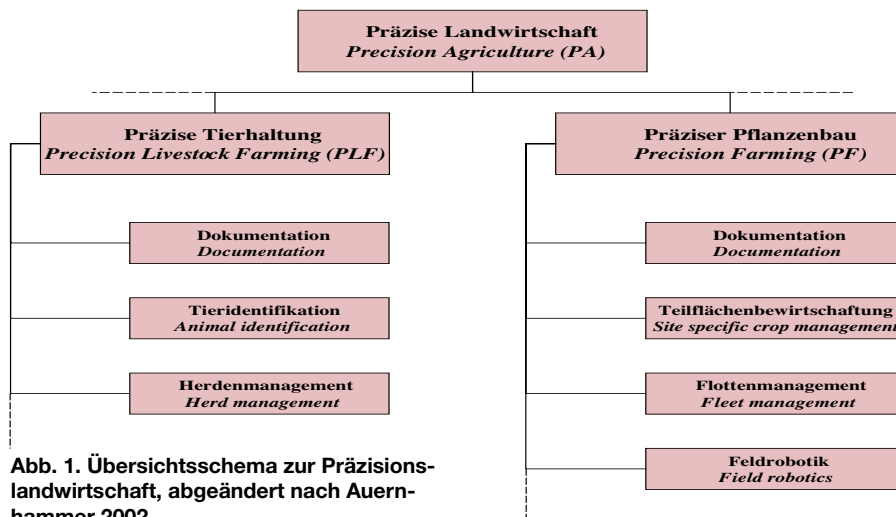 Präzise Landwirtschaft
Precision Agriculture (PA)
Präzise Tierhaltung
Precision Livestock Farming (PLF)
Dokumentation
Documentation
Tieridentifikation
Animal identification
Herdenmanagement
Herd management
Präziser Pflanzenbau
Precision Farming (PF)
Dokumentation
Documentation
Teilflächenbewirtschaftung
Site specific crop management
Flottenmanagement
Fleet management
Feldrobotik
Field robotics
Abb. 1. Übersichtsschema zur Präzisions-
landwirtschaft, abgeändert nach Auern-
hammer 2002